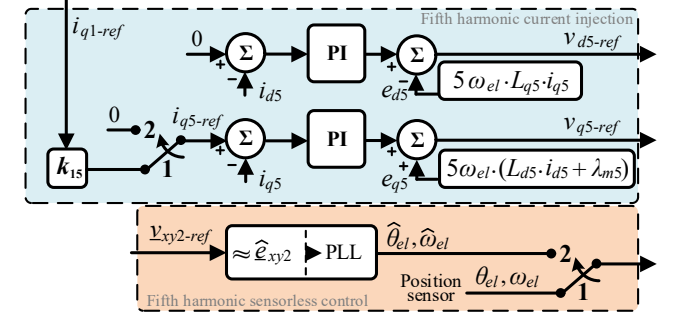 Fifth harmonic current injection
i_{q1-ref}
0 + Σ − i_{d5} PI + Σ − e_{d5} v_{d5-ref}
5ω_{el}·L_{q5}·i_{q5}
0 2 1 i_{q5-ref} + Σ − i_{q5} PI + Σ + e_{q5} v_{q5-ref}
k_{15}
5ω_{el}·(L_{d5}·i_{d5} + λ_{m5})
v_{xy2-ref}
≈ ê_{xy2} PLL
θ̂_{el}, ω̂_{el}
2
1
Position
sensor
θ_{el}, ω_{el}
Fifth harmonic sensorless control